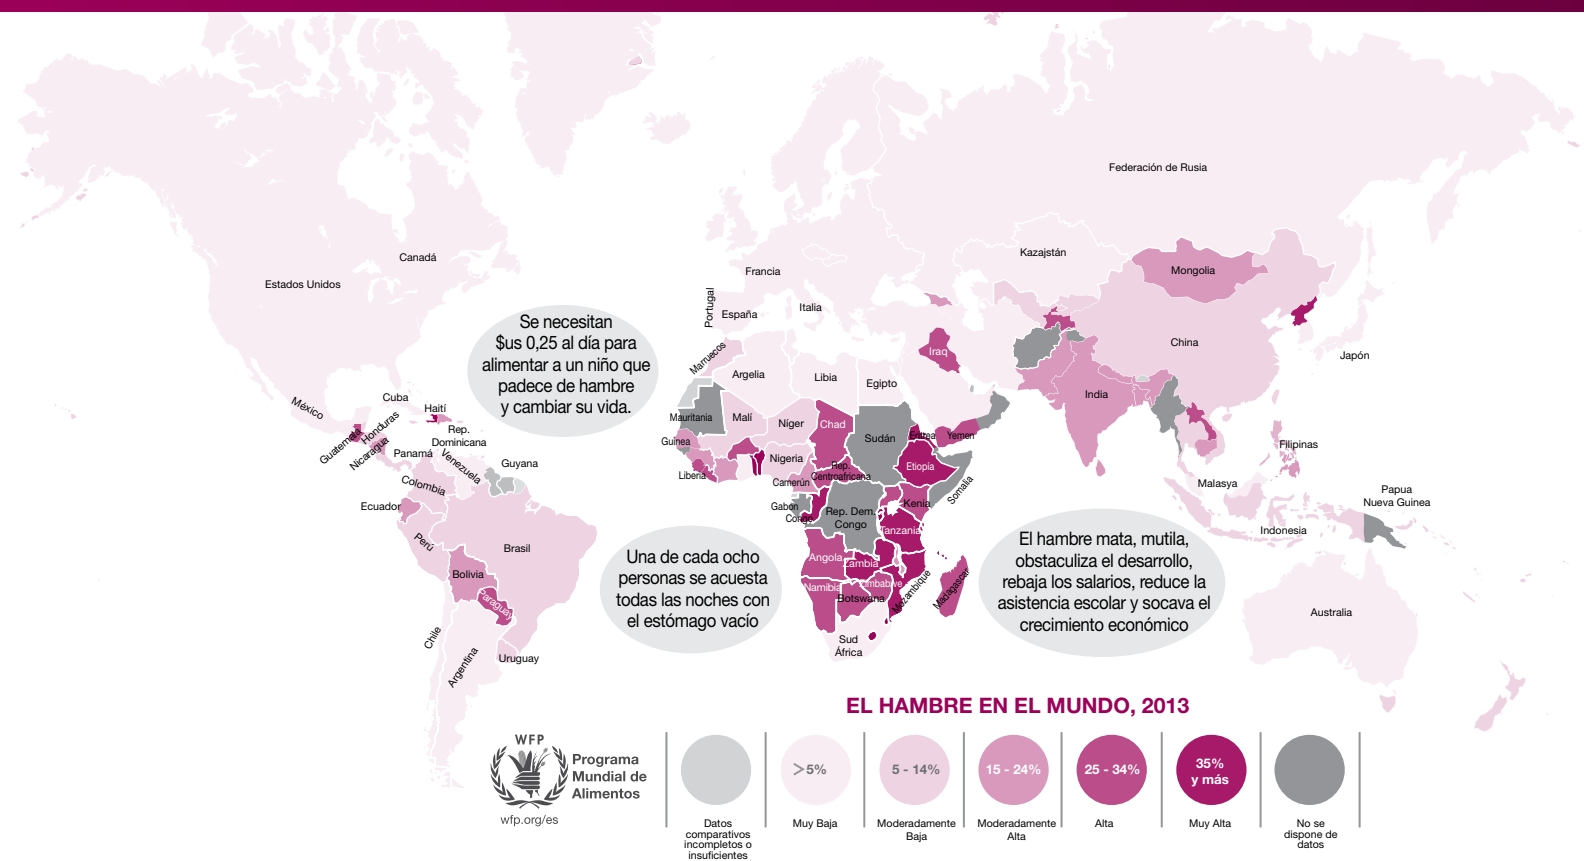 Federación de Rusia
Canadá
Kazajstán
Mongolia
Francia
Estados Unidos
Portugal
España
Italia
Se necesitan
$us 0,25 al día para
alimentar a un niño que
padece de hambre
y cambiar su vida.
Marruecos
Argelia
Libia
Egipto
Iraq
China
Japón
India
México
Cuba
Haití
Rep.
Dominicana
Guatemala
Honduras
Nicaragua
Panamá
Venezuela
Guyana
Colombia
Ecuador
Perú
Brasil
Bolivia
Paraguay
Chile
Argentina
Uruguay
Mauritania
Malí
Níger
Chad
Sudán
Eritrea
Yemen
Guinea
Liberia
Nigeria
Camerún
Rep.
Centroafricana
Etiopía
Somalia
Gabón
Congo
Rep. Dem.
Congo
Kenia
Tanzania
Angola
Zambia
Namibia
Zimbabwe
Botswana
Mozambique
Madagascar
Sud
África
Filipinas
Malasya
Indonesia
Papua
Nueva Guinea
Australia
Una de cada ocho
personas se acuesta
todas las noches con
el estómago vacío
El hambre mata, mutila,
obstaculiza el desarrollo,
rebaja los salarios, reduce la
asistencia escolar y socava el
crecimiento económico
EL HAMBRE EN EL MUNDO, 2013
WFP
Programa
Mundial de
Alimentos
wfp.org/es
>5%
5 - 14%
15 - 24%
25 - 34%
35%
y más
Datos
comparativos
incompletos o
insuficientes
Muy Baja
Moderadamente
Baja
Moderadamente
Alta
Alta
Muy Alta
No se
dispone de
datos